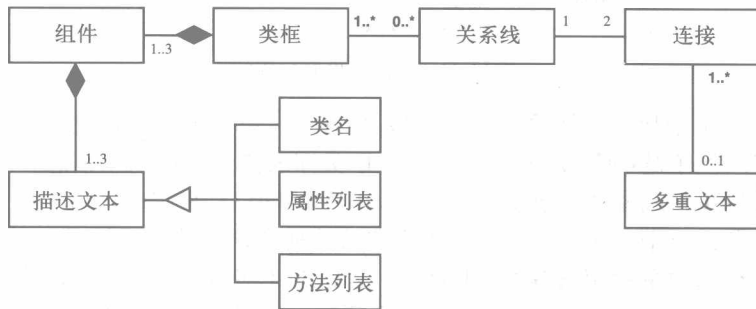 组件
1..3
类框
1..*
0..*
关系线
1
2
连接
1..*
类名
1..3
0..1
描述文本
属性列表
多重文本
方法列表